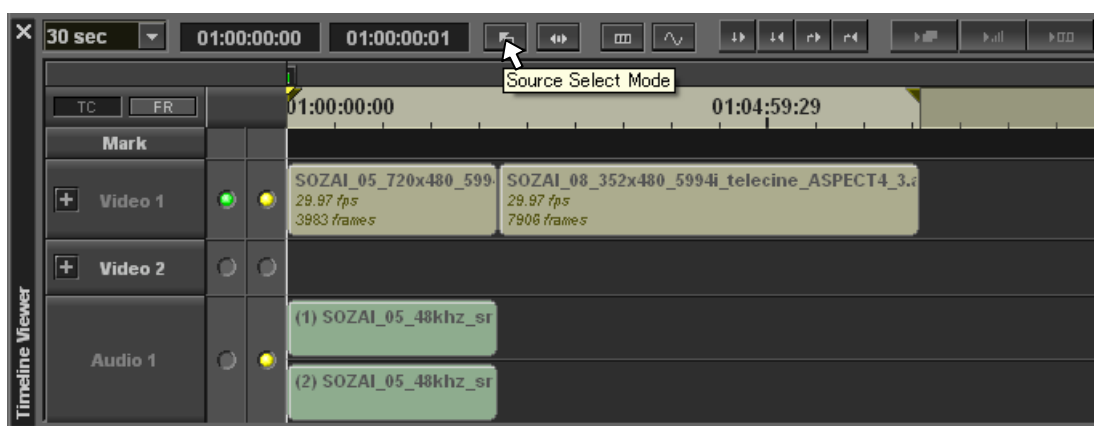 30 sec 01:00:00:00 01:00:00:01
Source Select Mode
TC FR 01:00:00:00 01:04:59:29
Mark
SOZAI_05_720x480_599 SOZAI_08_352x480_5994i_telecine_ASPECT4_3.a
Video 1 29.97 fps 29.97 fps
3983 frames 7906 frames
Video 2
(1) SOZAI_05_48khz_sr
Audio 1
(2) SOZAI_05_48khz_sr
Timeline Viewer